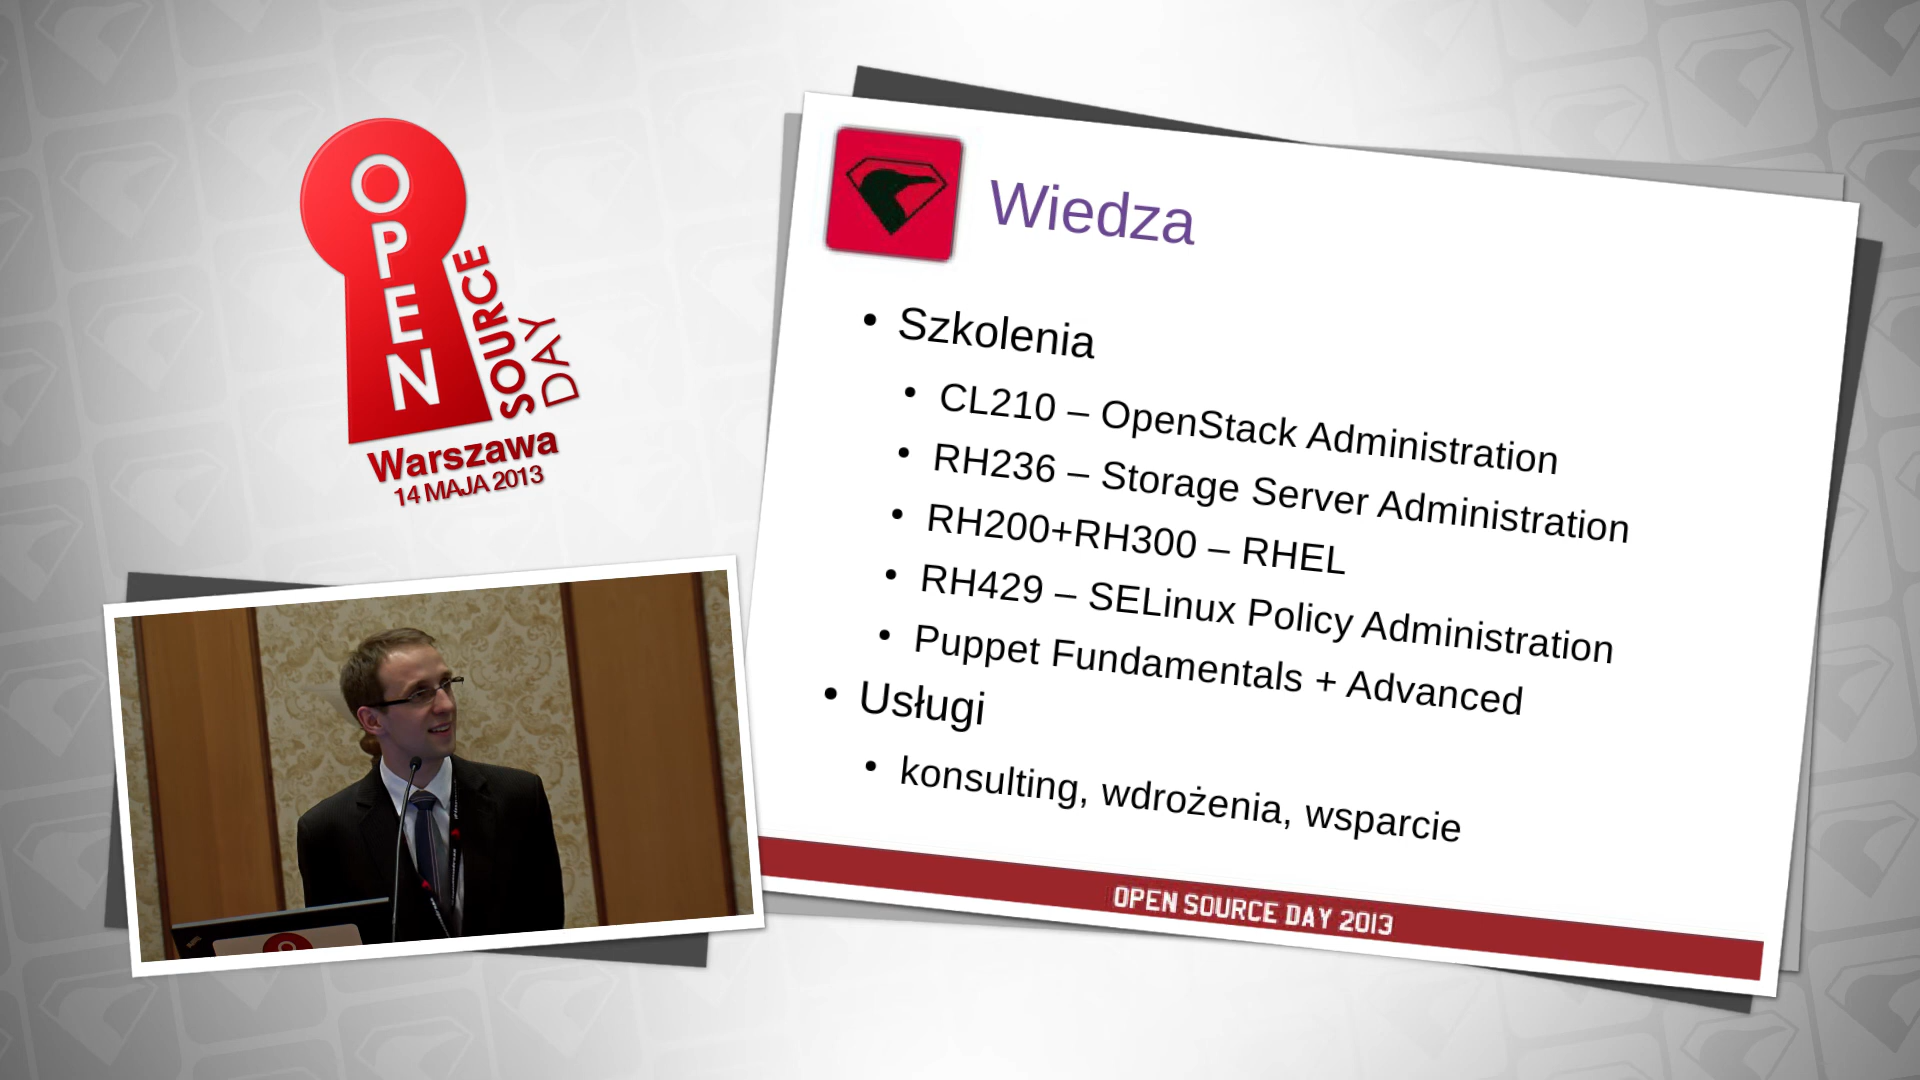 OPEN
SOURCE
DAY
Warszawa
14 MAJA 2013
Wiedza
• Szkolenia
• CL210 – OpenStack Administration
• RH236 – Storage Server Administration
• RH200+RH300 – RHEL
• RH429 – SELinux Policy Administration
• Puppet Fundamentals + Advanced
• Usługi
• konsulting, wdrożenia, wsparcie
OPEN SOURCE DAY 2013